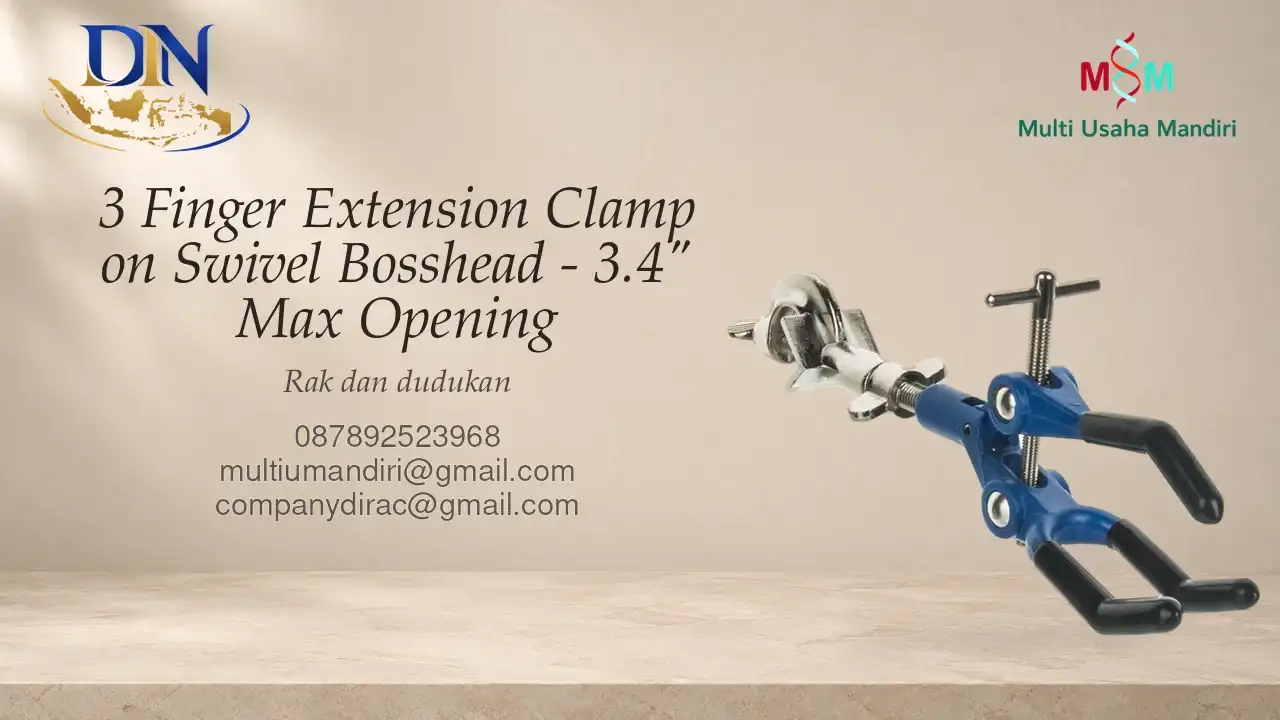 DN
M M
Multi Usaha Mandiri
3 Finger Extension Clamp
on Swivel Bosshead - 3.4"
Max Opening
Rak dan dudukan
087892523968
multiumandiri@gmail.com
companydirac@gmail.com